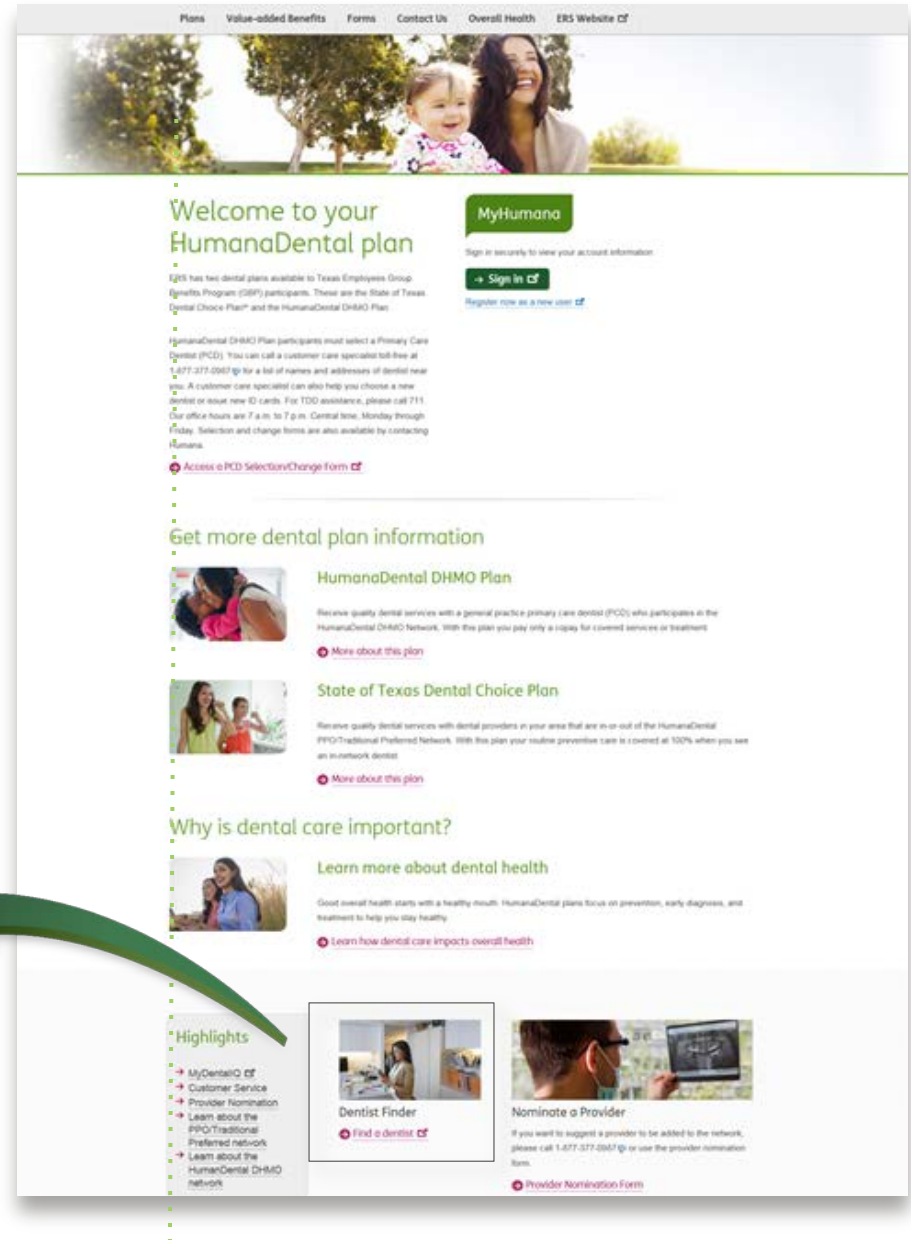 Plans Value-added Benefits Forms Contact Us Overall Health ERS Website
Welcome to your
HumanaDental plan
ERS has two dental plans available to Texas Employees Group
Benefits Program (GBP) participants. These are the State of Texas
Dental Choice Plan℠ and the HumanaDental DHMO Plan.
HumanaDental DHMO Plan participants must select a Primary Care
Dentist (PCD). You can call a customer care specialist toll-free at
1-877-377-0987 for a list of names and addresses of dentist near
you. A customer care specialist can also help you choose a new
dentist or issue new ID cards. For TDD assistance, please call 711.
Our office hours are 7 a.m. to 7 p.m. Central time, Monday through
Friday. Selection and change forms are also available by contacting
Humana.
Access a PCD Selection/Change Form
MyHumana
Sign in securely to view your account information
Sign in
Register now as a new user
Get more dental plan information
HumanaDental DHMO Plan
Receive quality dental services with a general practice primary care dentist (PCD) who participates in the
HumanaDental DHMO Network. With this plan you pay only a copay for covered services or treatment.
More about this plan
State of Texas Dental Choice Plan
Receive quality dental services with dental providers in your area that are in or out of the HumanaDental
PPO/Traditional Preferred Network. With this plan your routine preventive care is covered at 100% when you see
an in-network dentist.
More about this plan
Why is dental care important?
Learn more about dental health
Good overall health starts with a healthy mouth. HumanaDental plans focus on prevention, early diagnosis, and
treatment to help you stay healthy.
Learn how dental care impacts overall health
Highlights
MyDentalIQ
Customer Service
Provider Nomination
Learn about the
PPO/Traditional
Preferred network
Learn about the
HumanDental DHMO
network
Dentist Finder
Find a dentist
Nominate a Provider
If you want to suggest a provider to be added to the network,
please call 1-877-377-0987 or use the provider nomination
form.
Provider Nomination Form